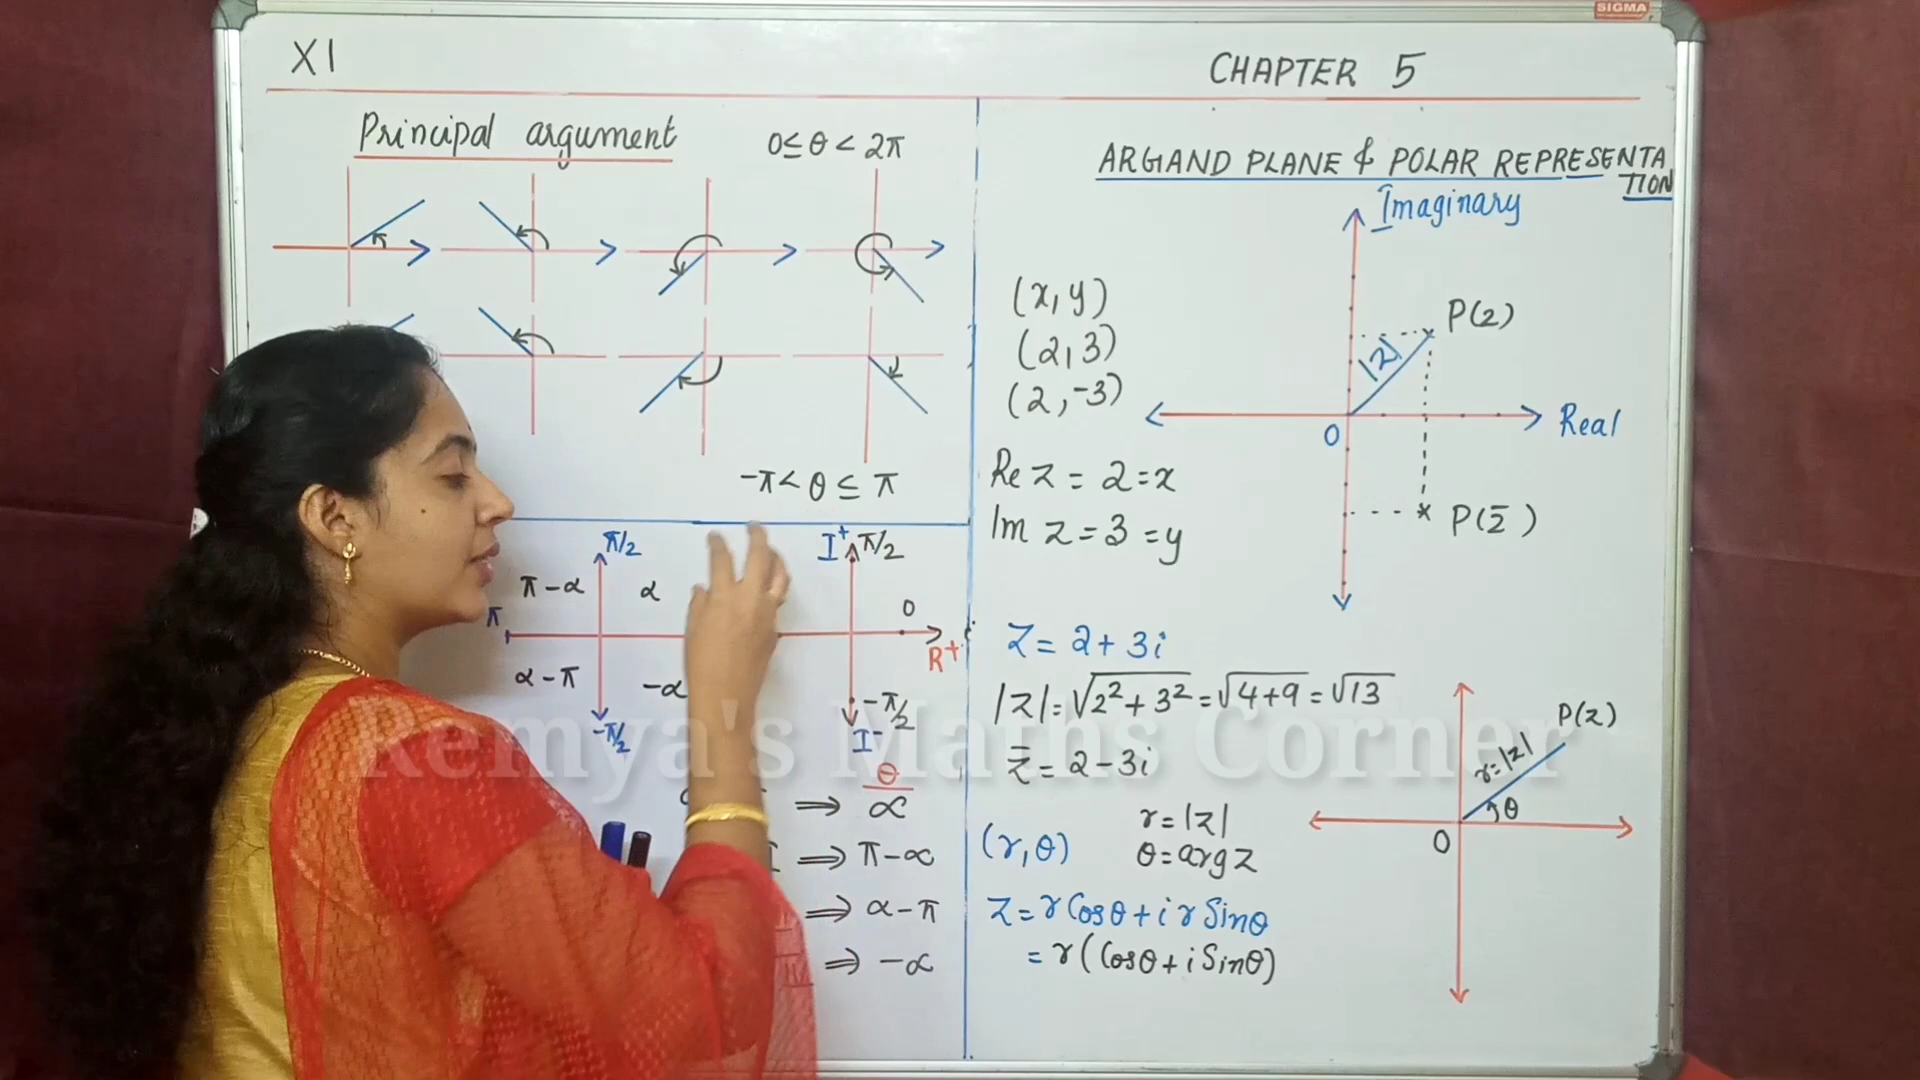 SIGMA
XI
CHAPTER 5
Principal argument
0≤ θ < 2π
-π < θ ≤ π
π/2
π-α
α
π
α-π
-α
-π/2
I⁺
π/2
0
R⁺
-π/2
I⁻
θ
⇒ α
I ⇒ π-α
⇒ α-π
⇒ -α
ARGAND PLANE & POLAR REPRESENTA
TION
Imaginary
(x, y)
(2, 3)
(2, -3)
P(z)
|z|
0
Real
P(z̄)
Re z = 2 = x
Im z = 3 = y
z = 2 + 3i
|z| = √2² + 3² = √4+9 = √13
z̄ = 2 - 3i
P(z)
r=|z|
θ
0
(r, θ)
r = |z|
θ = arg z
z = r Cosθ + i r Sinθ
= r (Cosθ + i Sinθ)
Remya's Maths Corner